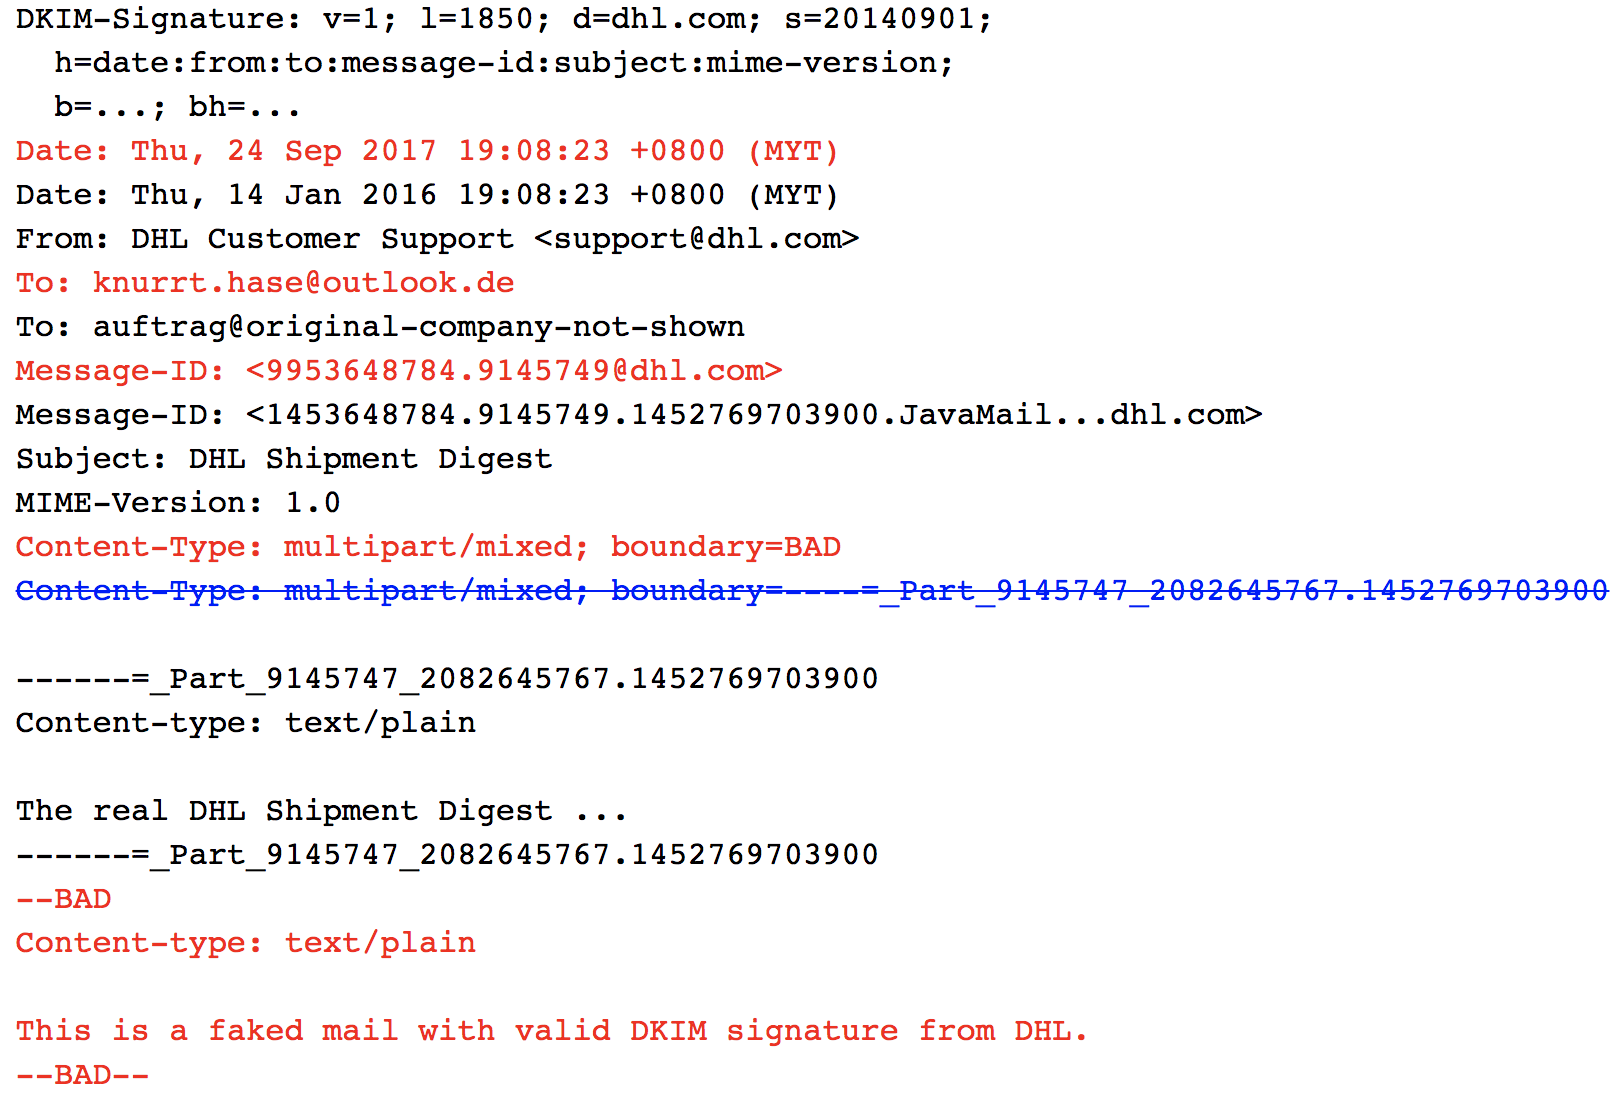 DKIM-Signature: v=1; l=1850; d=dhl.com; s=20140901;
  h=date:from:to:message-id:subject:mime-version;
  b=...; bh=...
Date: Thu, 24 Sep 2017 19:08:23 +0800 (MYT)
Date: Thu, 14 Jan 2016 19:08:23 +0800 (MYT)
From: DHL Customer Support <support@dhl.com>
To: knurrt.hase@outlook.de
To: auftrag@original-company-not-shown
Message-ID: <9953648784.9145749@dhl.com>
Message-ID: <1453648784.9145749.1452769703900.JavaMail...dhl.com>
Subject: DHL Shipment Digest
MIME-Version: 1.0
Content-Type: multipart/mixed; boundary=BAD
Content-Type: multipart/mixed; boundary=----=_Part_9145747_2082645767.1452769703900
------=_Part_9145747_2082645767.1452769703900
Content-type: text/plain
The real DHL Shipment Digest ...
------=_Part_9145747_2082645767.1452769703900
--BAD
Content-type: text/plain
This is a faked mail with valid DKIM signature from DHL.
--BAD--